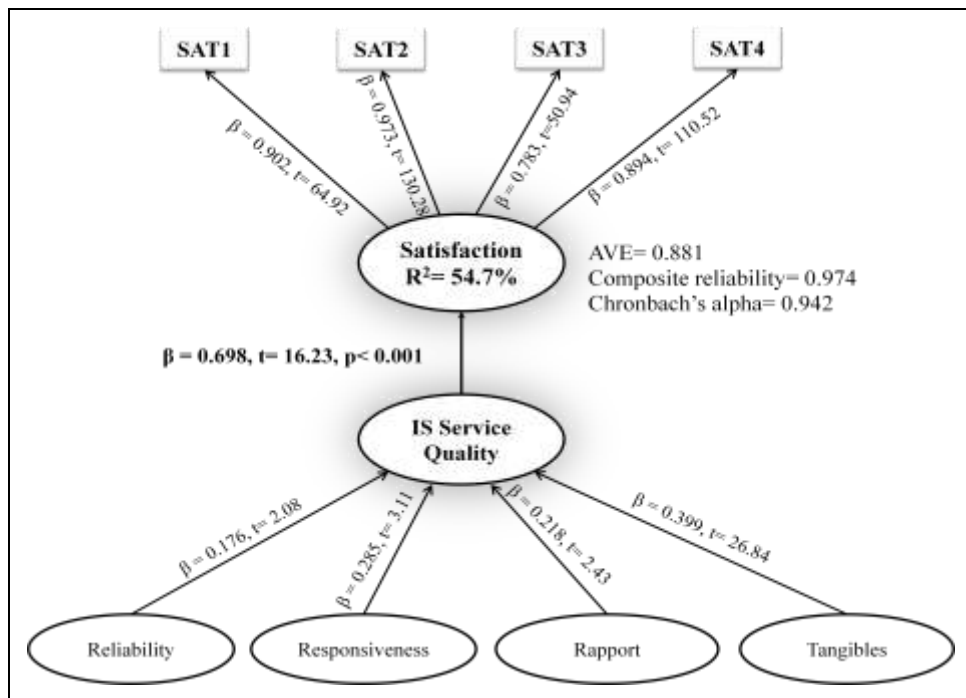 SAT1 SAT2 SAT3 SAT4
β = 0.902, t= 64.92
β = 0.973, t= 130.28
β = 0.783, t=50.94
β = 0.894, t= 110.52
Satisfaction
R²= 54.7%
AVE= 0.881
Composite reliability= 0.974
Chronbach's alpha= 0.942
β = 0.698, t= 16.23, p< 0.001
IS Service
Quality
β = 0.176, t= 2.08
β = 0.285, t= 3.11
β = 0.218, t= 2.43
β = 0.399, t= 26.84
Reliability Responsiveness Rapport Tangibles